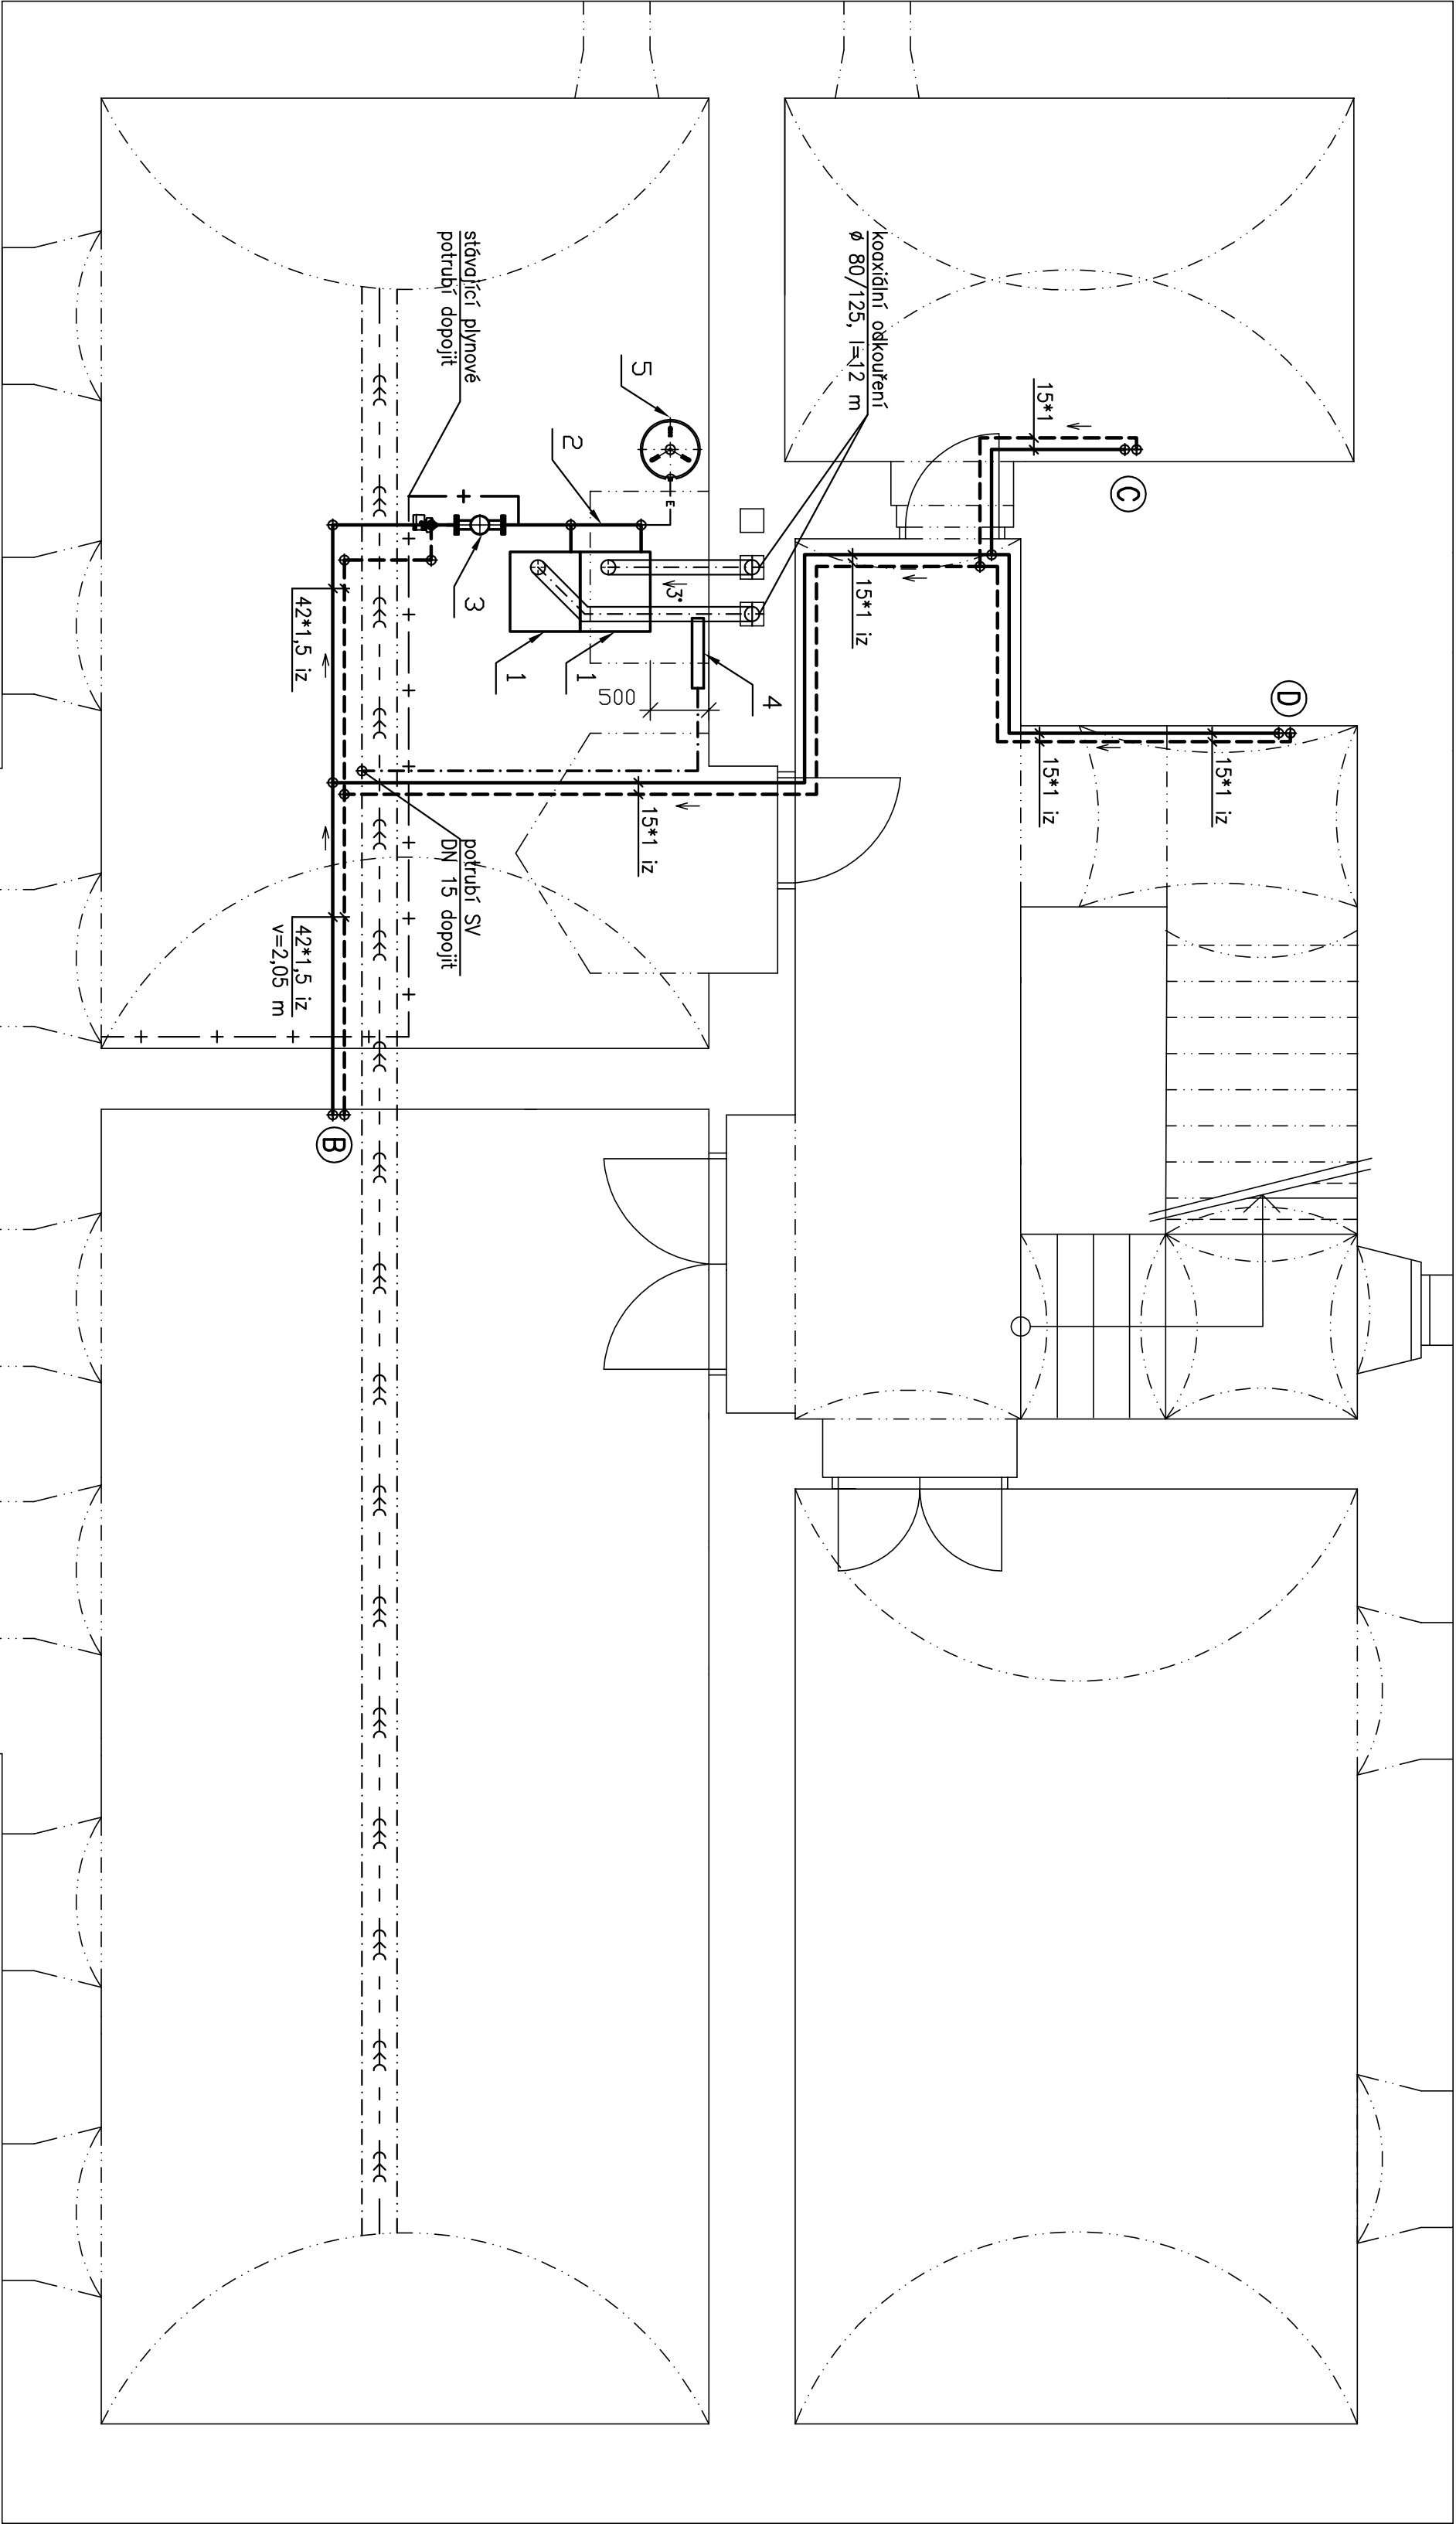 koaxiální odkouření
ø 80/125, l=12 m
stávající plynové
potrubí dopojit
15*1
C
D
15*1 iz
15*1 iz
15*1 iz
15*1 iz
5
2
E
3
1
1
3°
4
500
42*1,5 iz
potrubí SV
DN 15 dopojit
42*1,5 iz
v=2,05 m
B